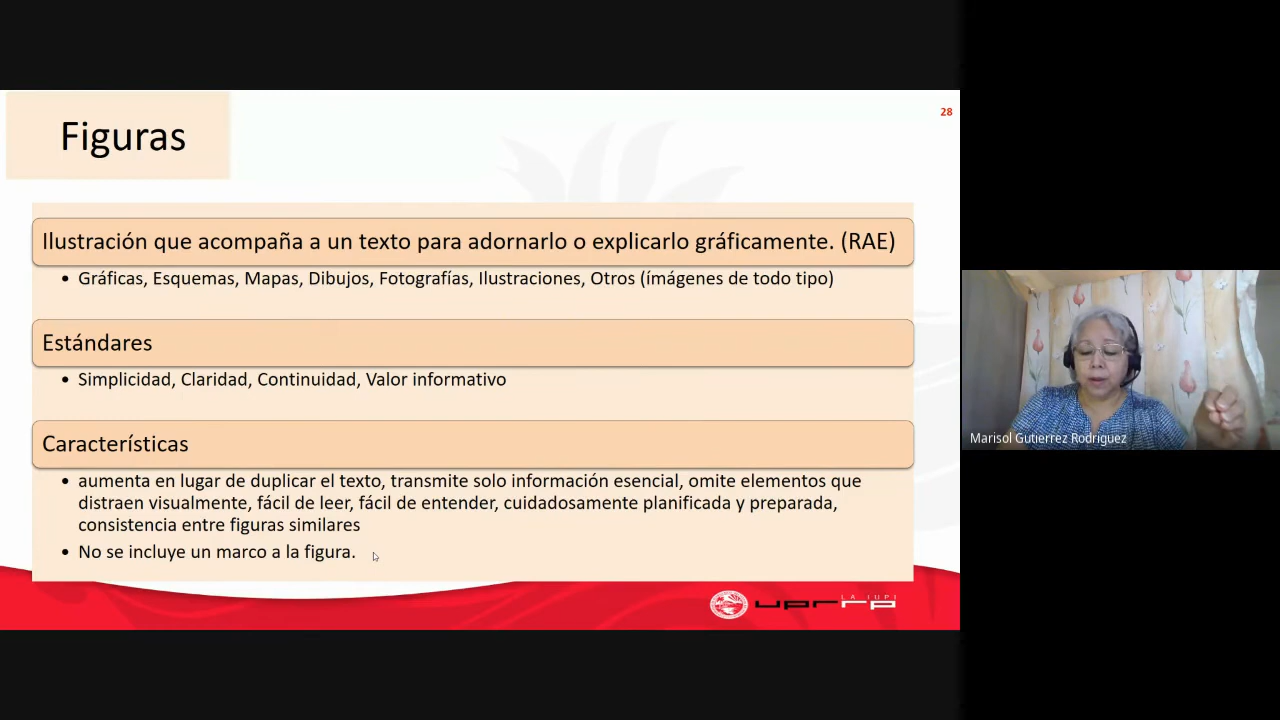 Figuras
28
Ilustración que acompaña a un texto para adornarlo o explicarlo gráficamente. (RAE)
• Gráficas, Esquemas, Mapas, Dibujos, Fotografías, Ilustraciones, Otros (ímágenes de todo tipo)
Estándares
• Simplicidad, Claridad, Continuidad, Valor informativo
Características
• aumenta en lugar de duplicar el texto, transmite solo información esencial, omite elementos que
distraen visualmente, fácil de leer, fácil de entender, cuidadosamente planificada y preparada,
consistencia entre figuras similares
• No se incluye un marco a la figura.
LA IUPI
uprrp
Marisol Gutierrez Rodriguez